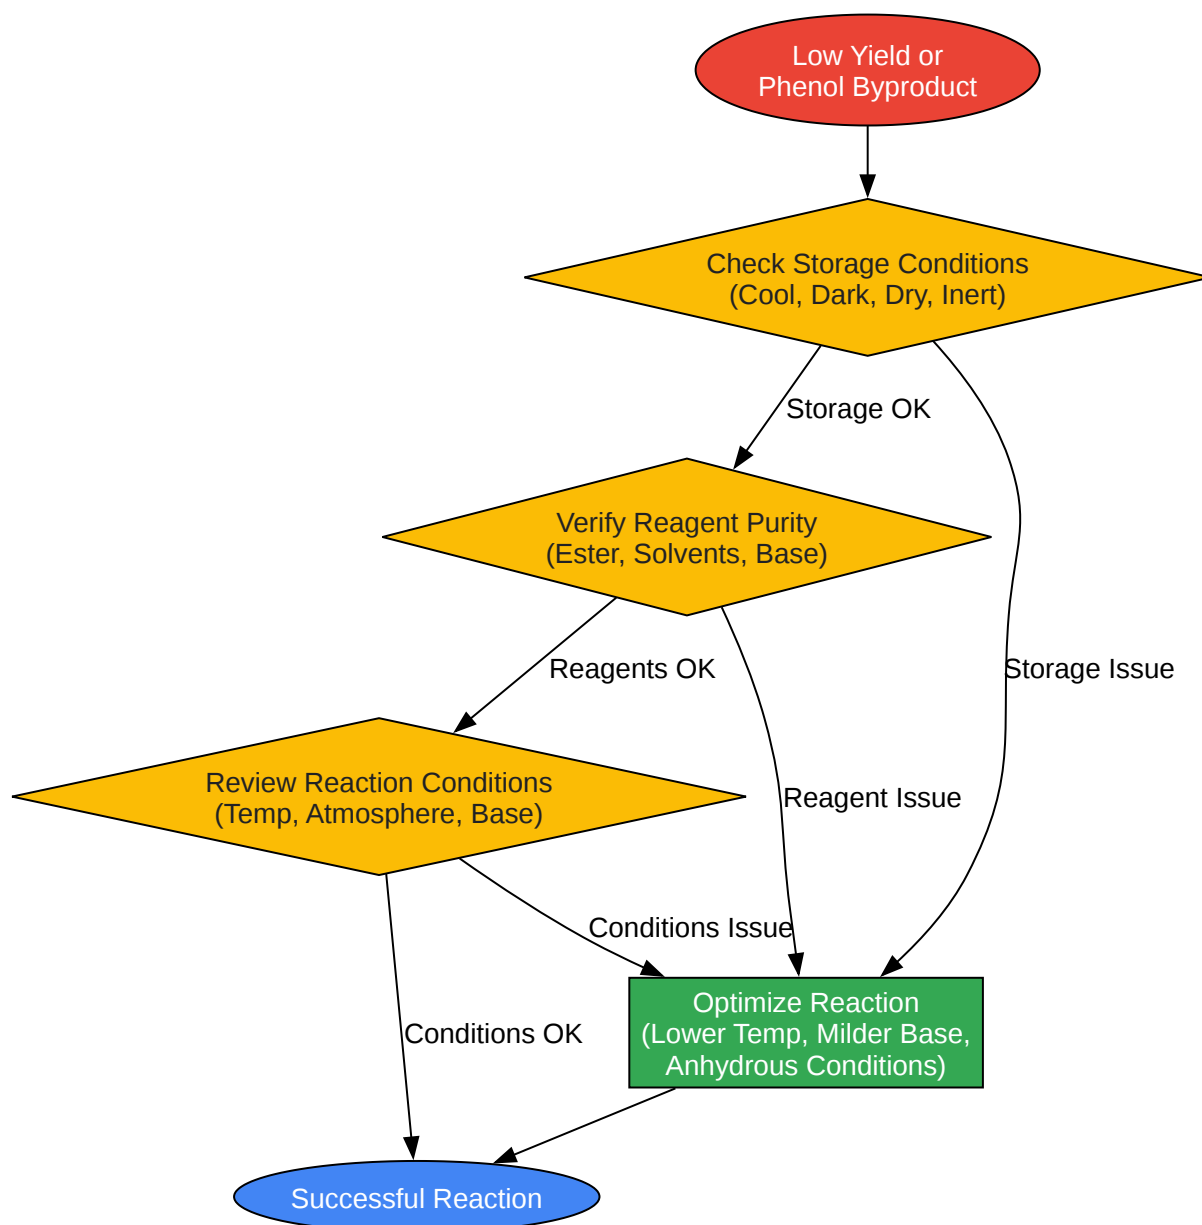 Low Yield or
Phenol Byproduct
Check Storage Conditions
(Cool, Dark, Dry, Inert)
Storage OK
Verify Reagent Purity
(Ester, Solvents, Base)
Reagents OK
Storage Issue
Review Reaction Conditions
(Temp, Atmosphere, Base)
Reagent Issue
Conditions Issue
Optimize Reaction
(Lower Temp, Milder Base,
Anhydrous Conditions)
Conditions OK
Successful Reaction